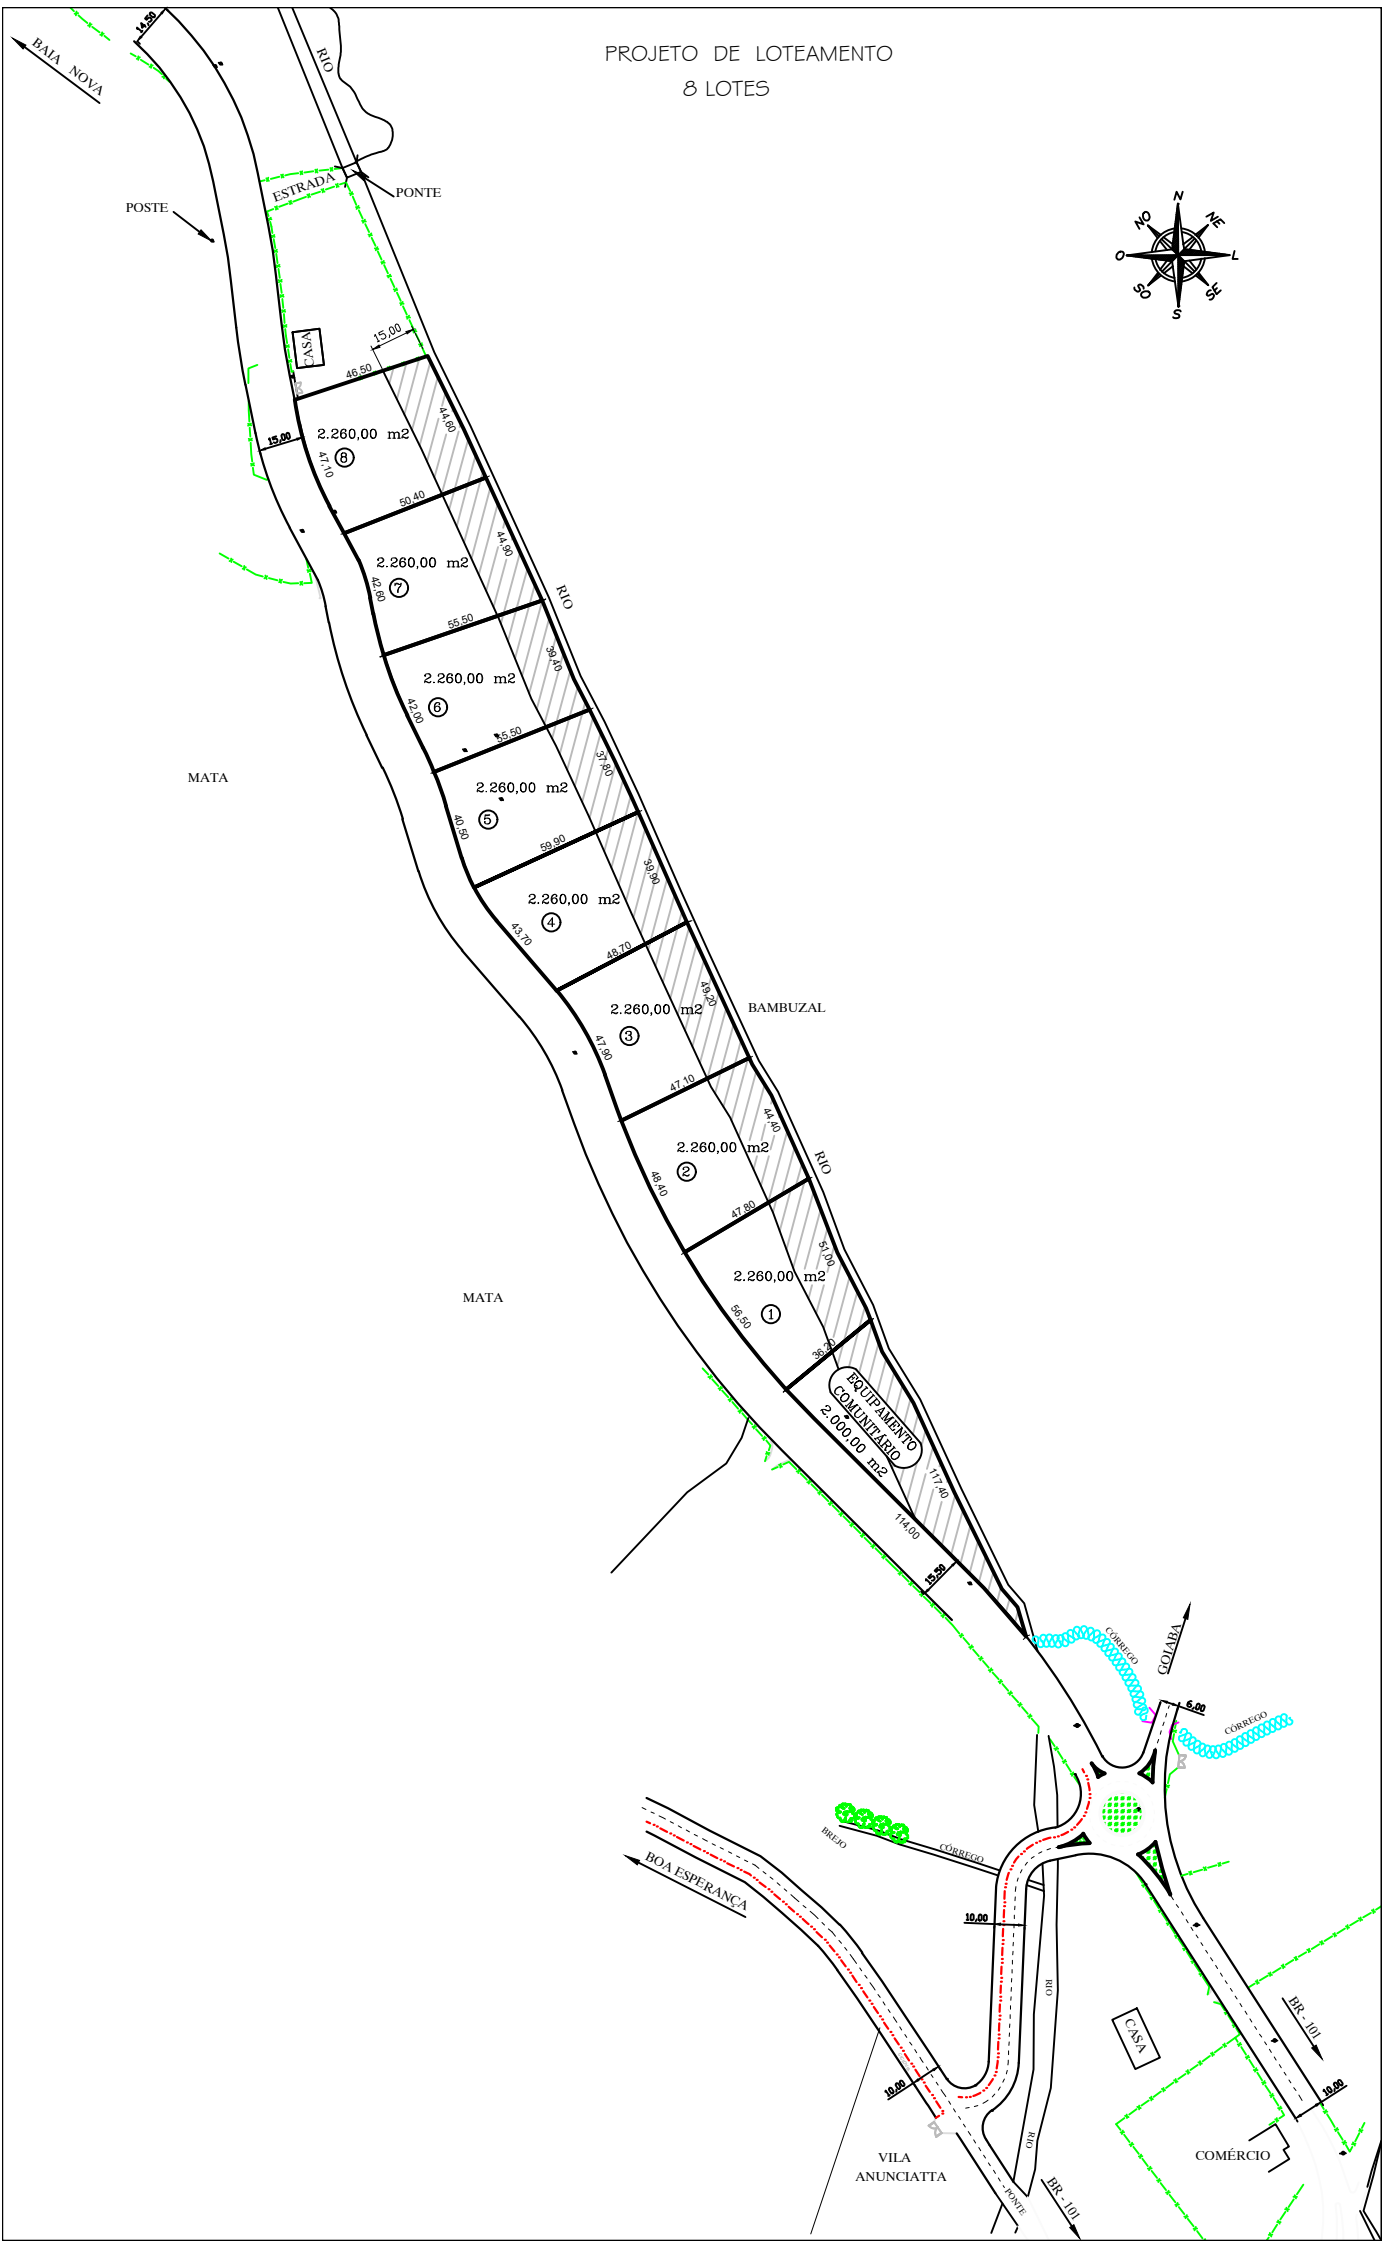 PROJETO DE LOTEAMENTO
8 LOTES
14,50
BAIA NOVA
RIO
ESTRADA
PONTE
POSTE
N
NE
L
SE
S
SO
O
NO
CASA
15,00
46,50
44,60
2.260,00 m2
8
15,00
47,10
50,40
44,90
2.260,00 m2
7
42,60
RIO
55,50
39,40
2.260,00 m2
6
42,00
55,50
37,80
MATA
2.260,00 m2
5
40,50
59,90
39,90
2.260,00 m2
4
43,70
48,70
49,20
2.260,00 m2
3
BAMBUZAL
47,90
47,10
44,40
2.260,00 m2
2
RIO
48,40
47,80
51,00
2.260,00 m2
1
MATA
56,50
36,20
EQUIPAMENTO
COMUNITÁRIO
2.000,00 m2
117,40
114,00
15,50
CÓRREGO
GOIABA
6,00
CÓRREGO
BREJO
CÓRREGO
BOA ESPERANÇA
10,00
RIO
BR - 101
CASA
10,00
10,00
RIO
COMÉRCIO
VILA
ANUNCIATTA
PONTE
BR - 101